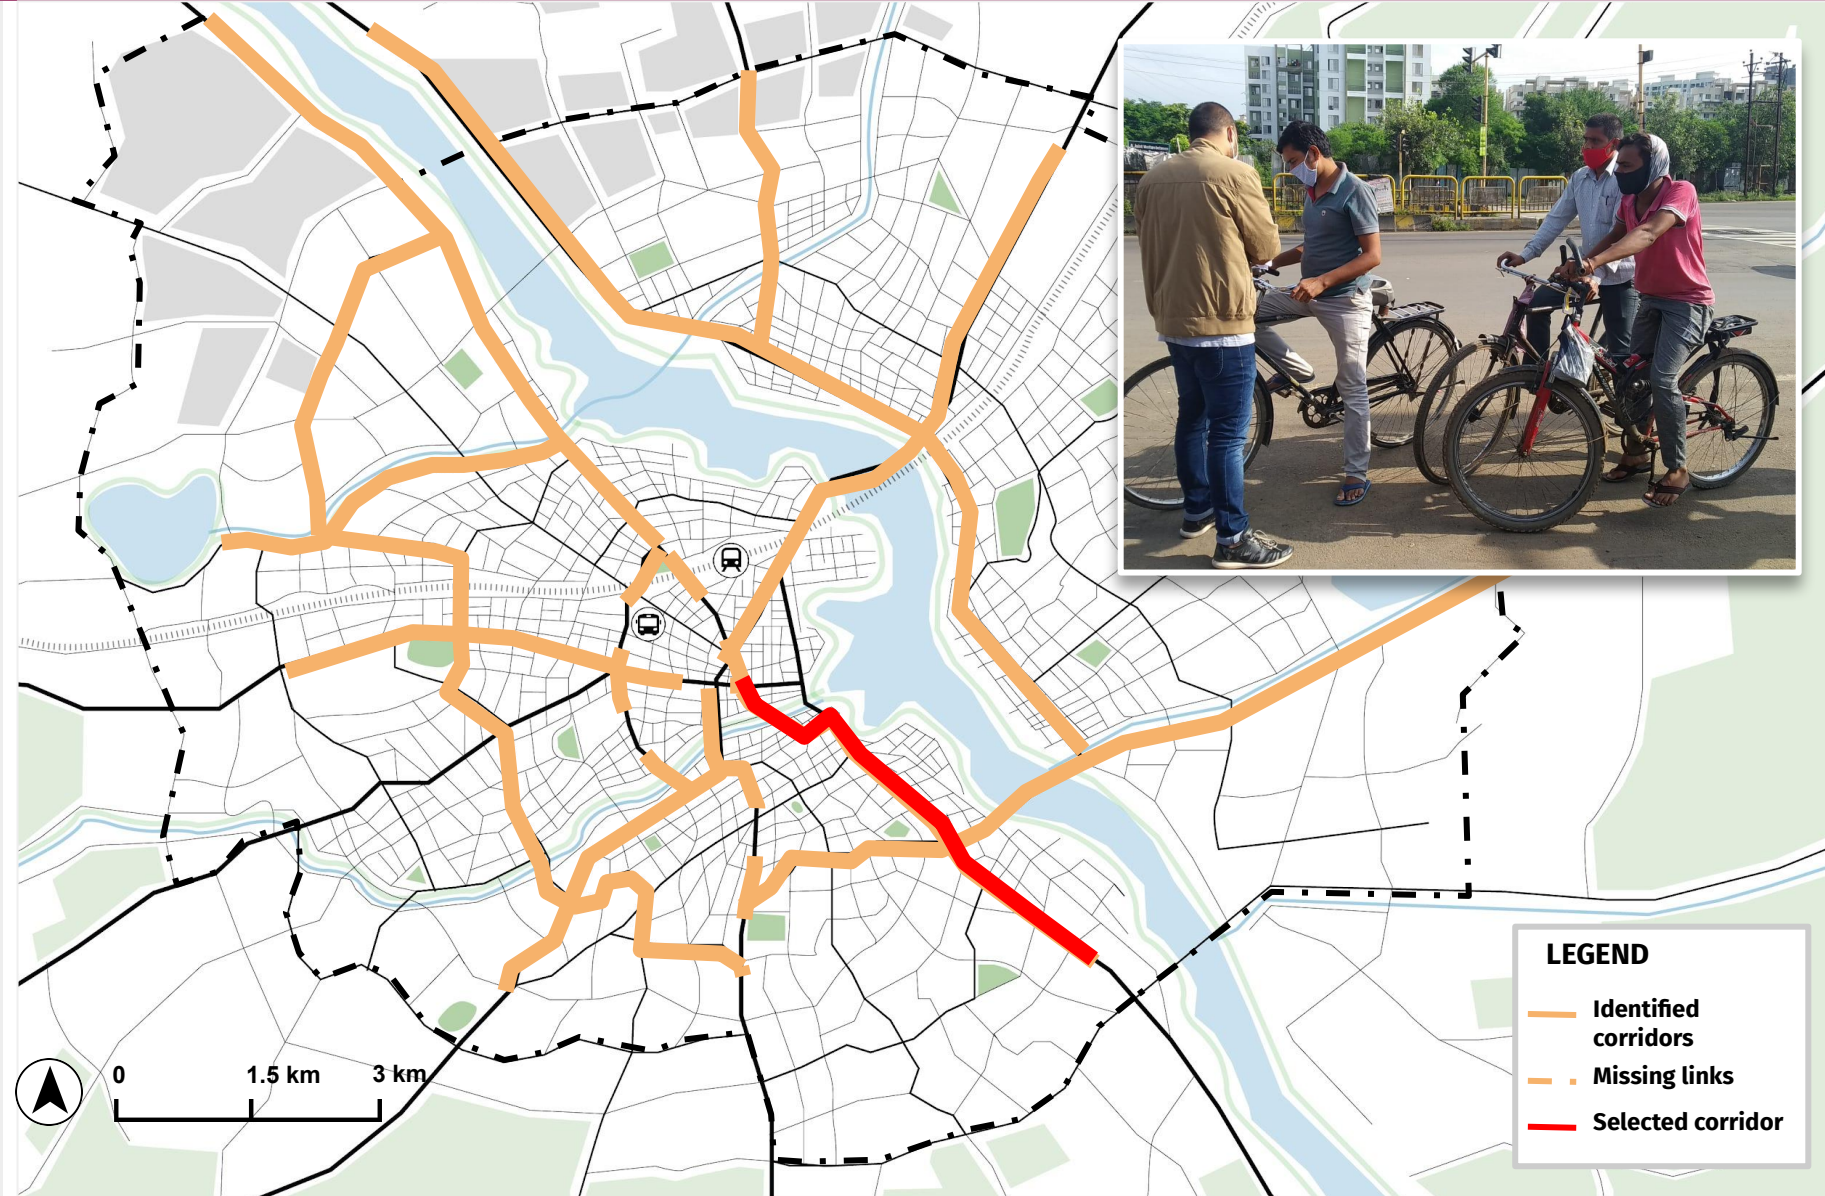 0 1.5 km 3 km
LEGEND
Identified
corridors
Missing links
Selected corridor